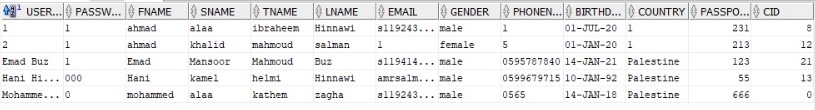 USER... PASSW... FNAME SNAME TNAME LNAME EMAIL GENDER PHONEN... BIRTHD... COUNTRY PASSPO... CID
1 1 ahmad alaa ibraheem Hinnawi s119243... male 1 01-JUL-20 1 231 8
2 1 ahmad khalid mahmoud salman 1 female 5 01-JAN-20 1 213 12
Emad Buz 1 Emad Mansoor Mahmoud Buz s119414... male 0595787840 14-JAN-21 Palestine 123 21
Hani Hi... 000 Hani kamel helmi Hinnawi amrsalm... male 0599679715 10-JAN-92 Palestine 55 13
Mohamme... 0 mohammed alaa kathem zagha s119243... male 0565 14-JAN-18 Palestine 666 0